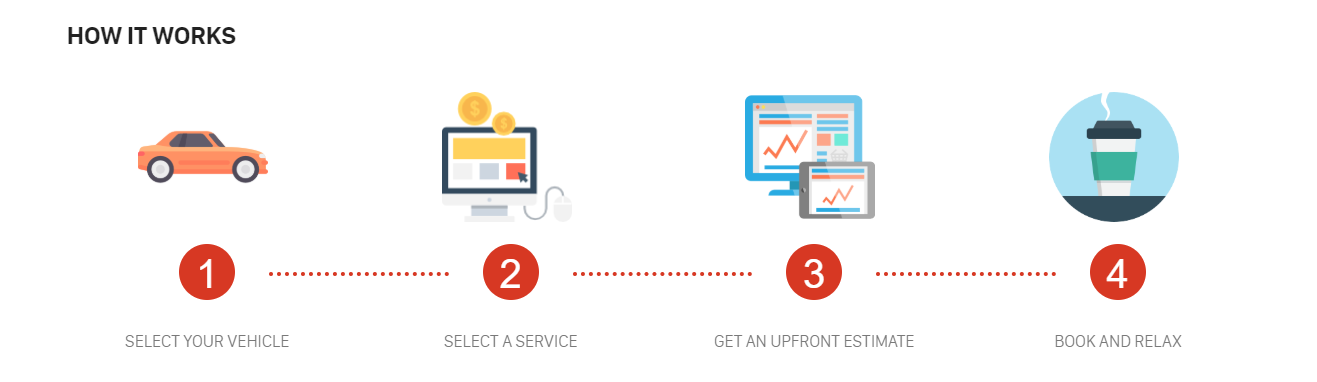 HOW IT WORKS
$ $
1 2 3 4
SELECT YOUR VEHICLE SELECT A SERVICE GET AN UPFRONT ESTIMATE BOOK AND RELAX